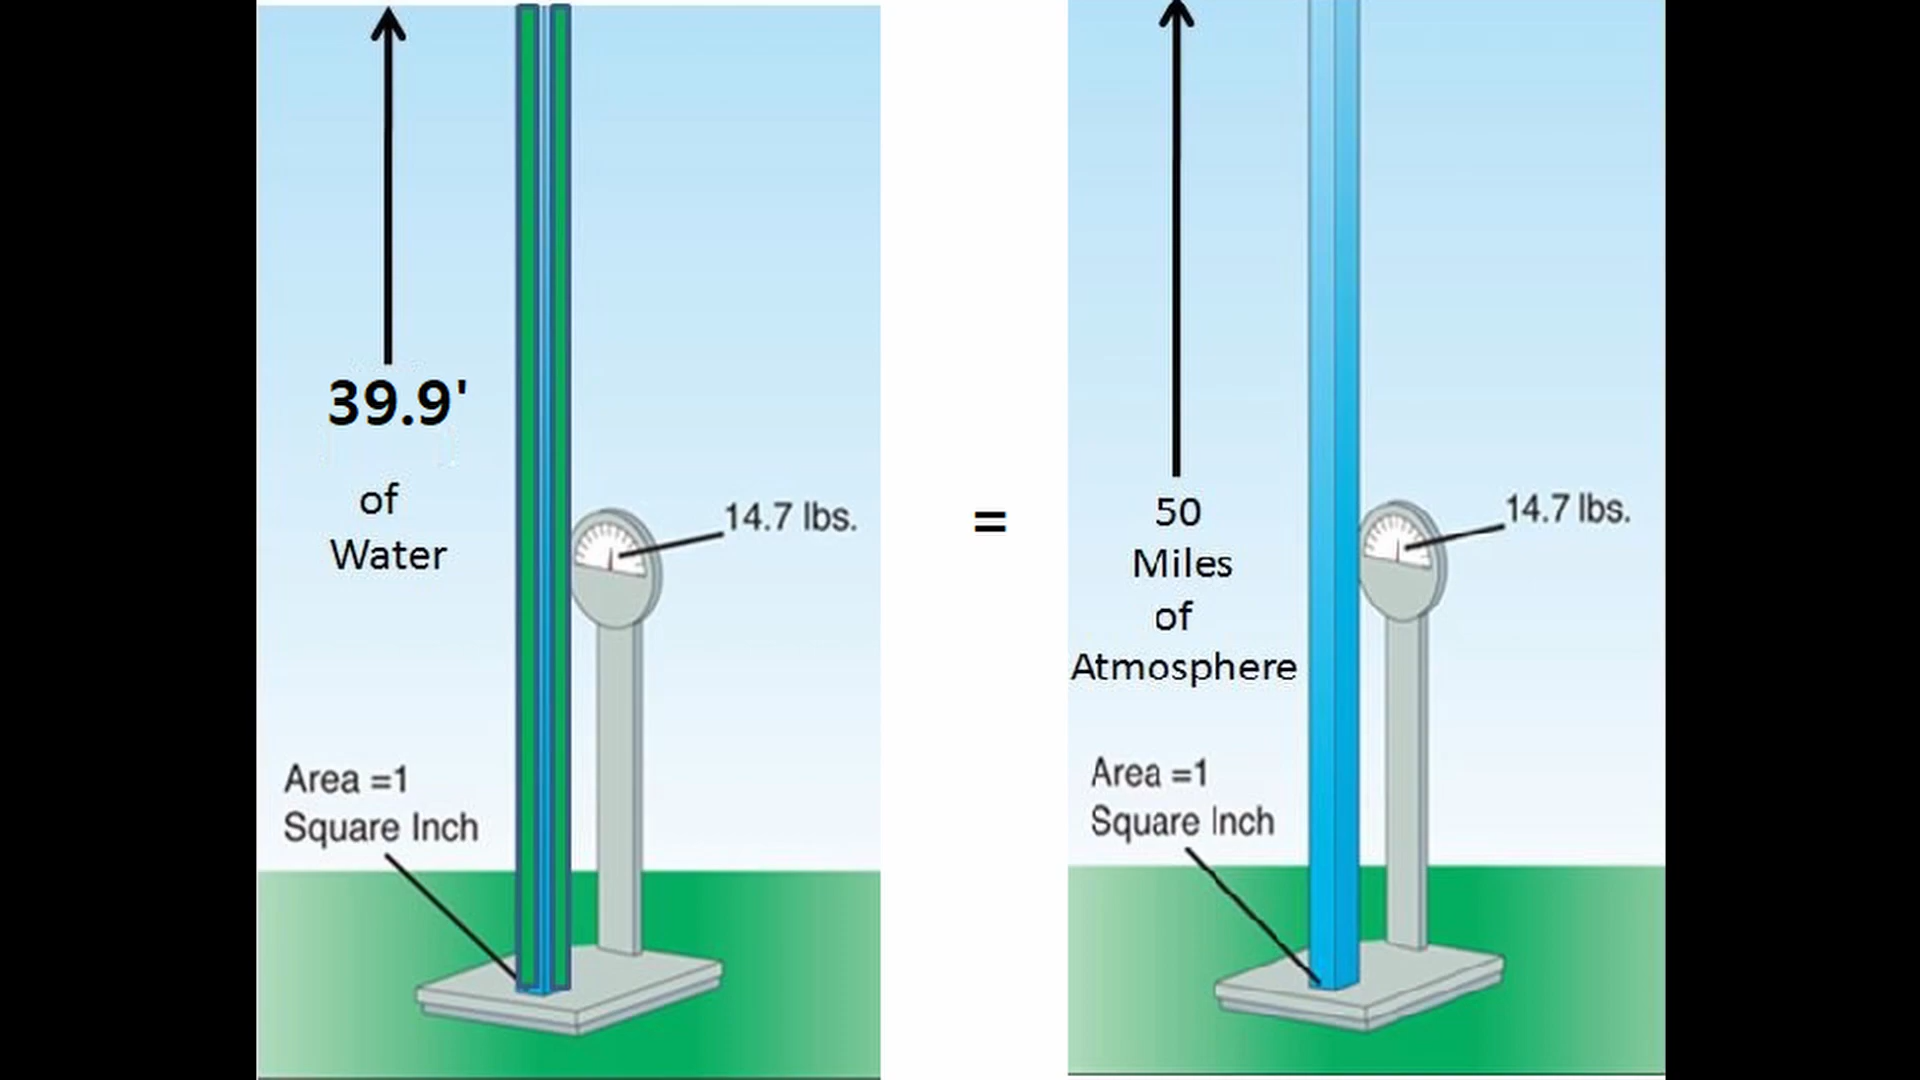 39.9'
of
Water
14.7 lbs.
Area =1
Square Inch
=
50
Miles
of
Atmosphere
14.7 lbs.
Area =1
Square Inch